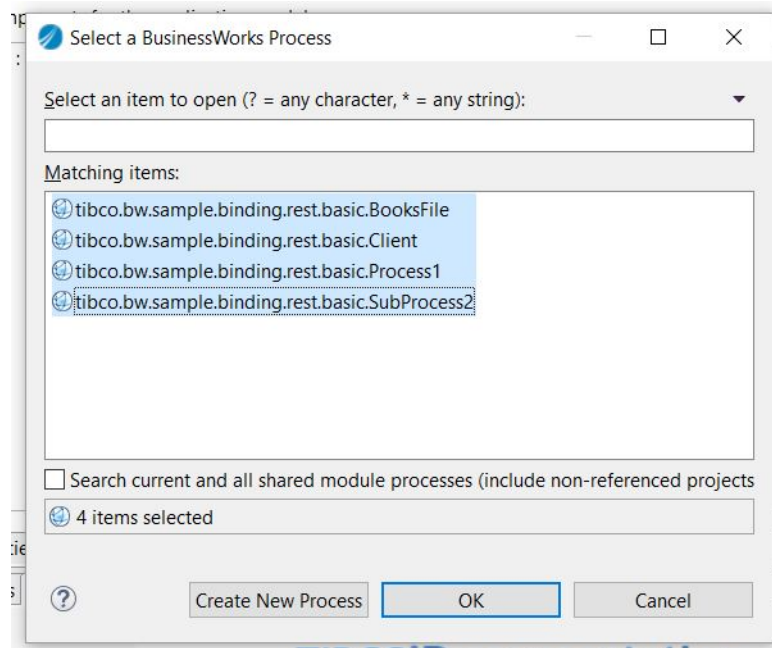 Select a BusinessWorks Process
Select an item to open (? = any character, * = any string):
Matching items:
tibco.bw.sample.binding.rest.basic.BooksFile
tibco.bw.sample.binding.rest.basic.Client
tibco.bw.sample.binding.rest.basic.Process1
tibco.bw.sample.binding.rest.basic.SubProcess2
Search current and all shared module processes (include non-referenced projects
4 items selected
Create New Process
OK
Cancel